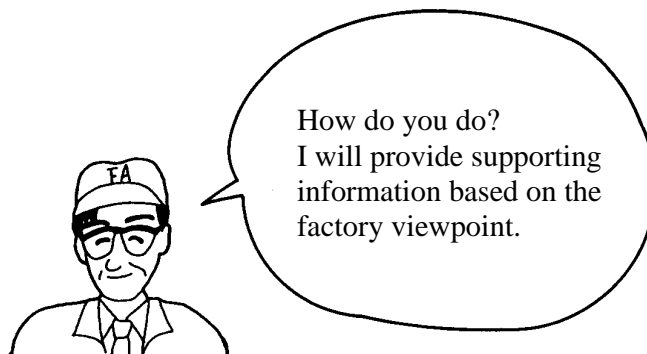 How do you do?
I will provide supporting
information based on the
factory viewpoint.
FA